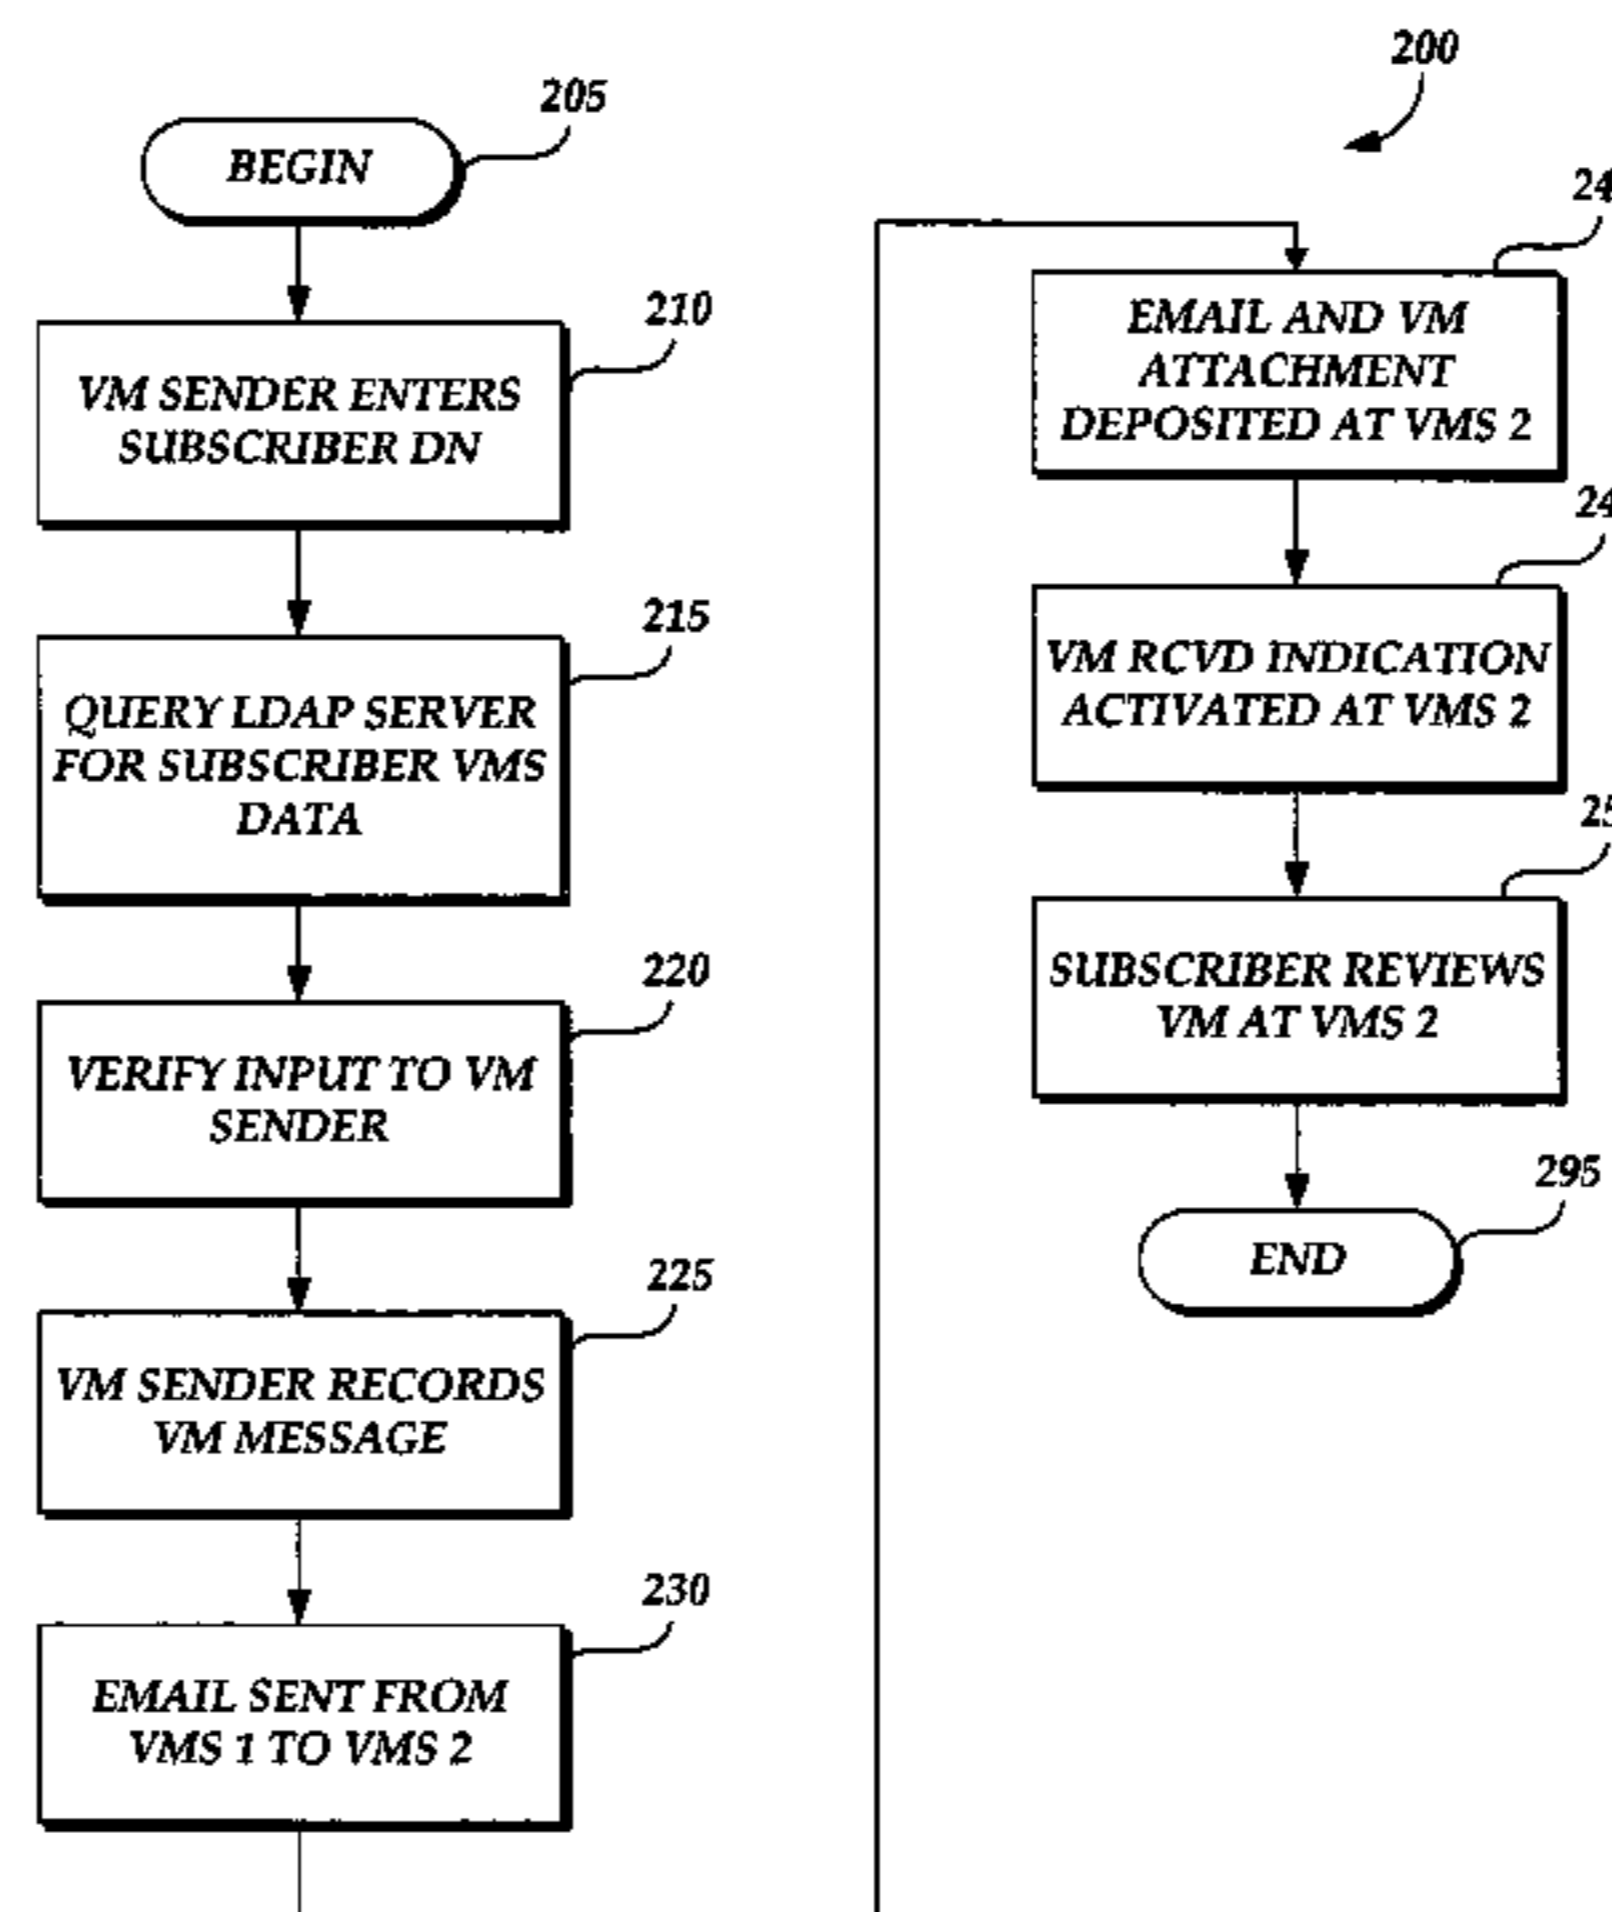 200
205
BEGIN
210
VM SENDER ENTERS
SUBSCRIBER DN
215
QUERY LDAP SERVER
FOR SUBSCRIBER VMS
DATA
220
VERIFY INPUT TO VM
SENDER
225
VM SENDER RECORDS
VM MESSAGE
230
EMAIL SENT FROM
VMS 1 TO VMS 2
EMAIL AND VM
ATTACHMENT
DEPOSITED AT VMS 2
VM RCVD INDICATION
ACTIVATED AT VMS 2
SUBSCRIBER REVIEWS
VM AT VMS 2
295
END